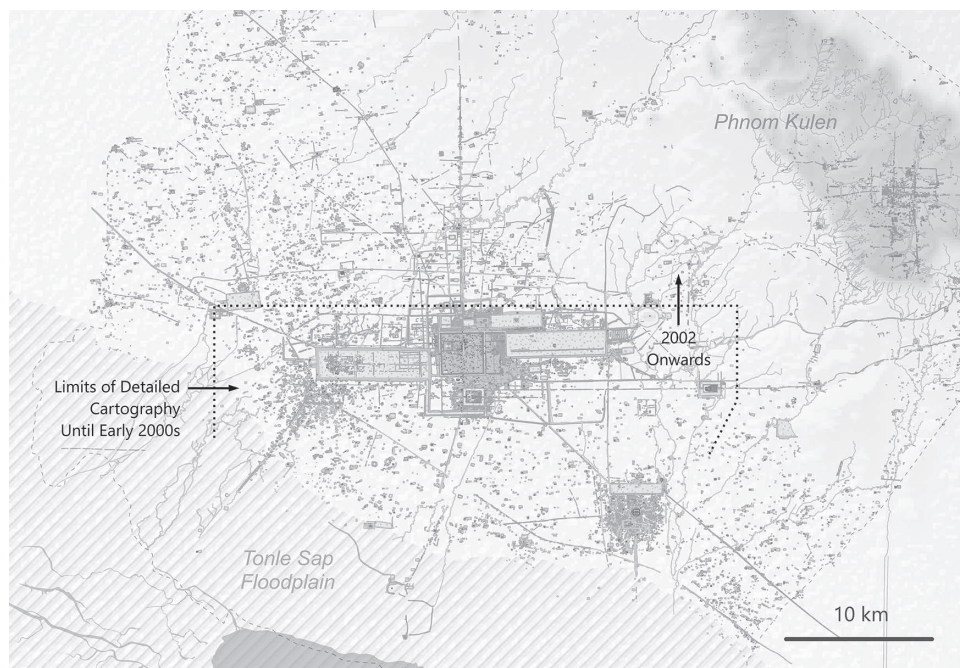 Phnom Kulen
2002
Onwards
Limits of Detailed
Cartography
Until Early 2000s
Tonle Sap
Floodplain
10 km